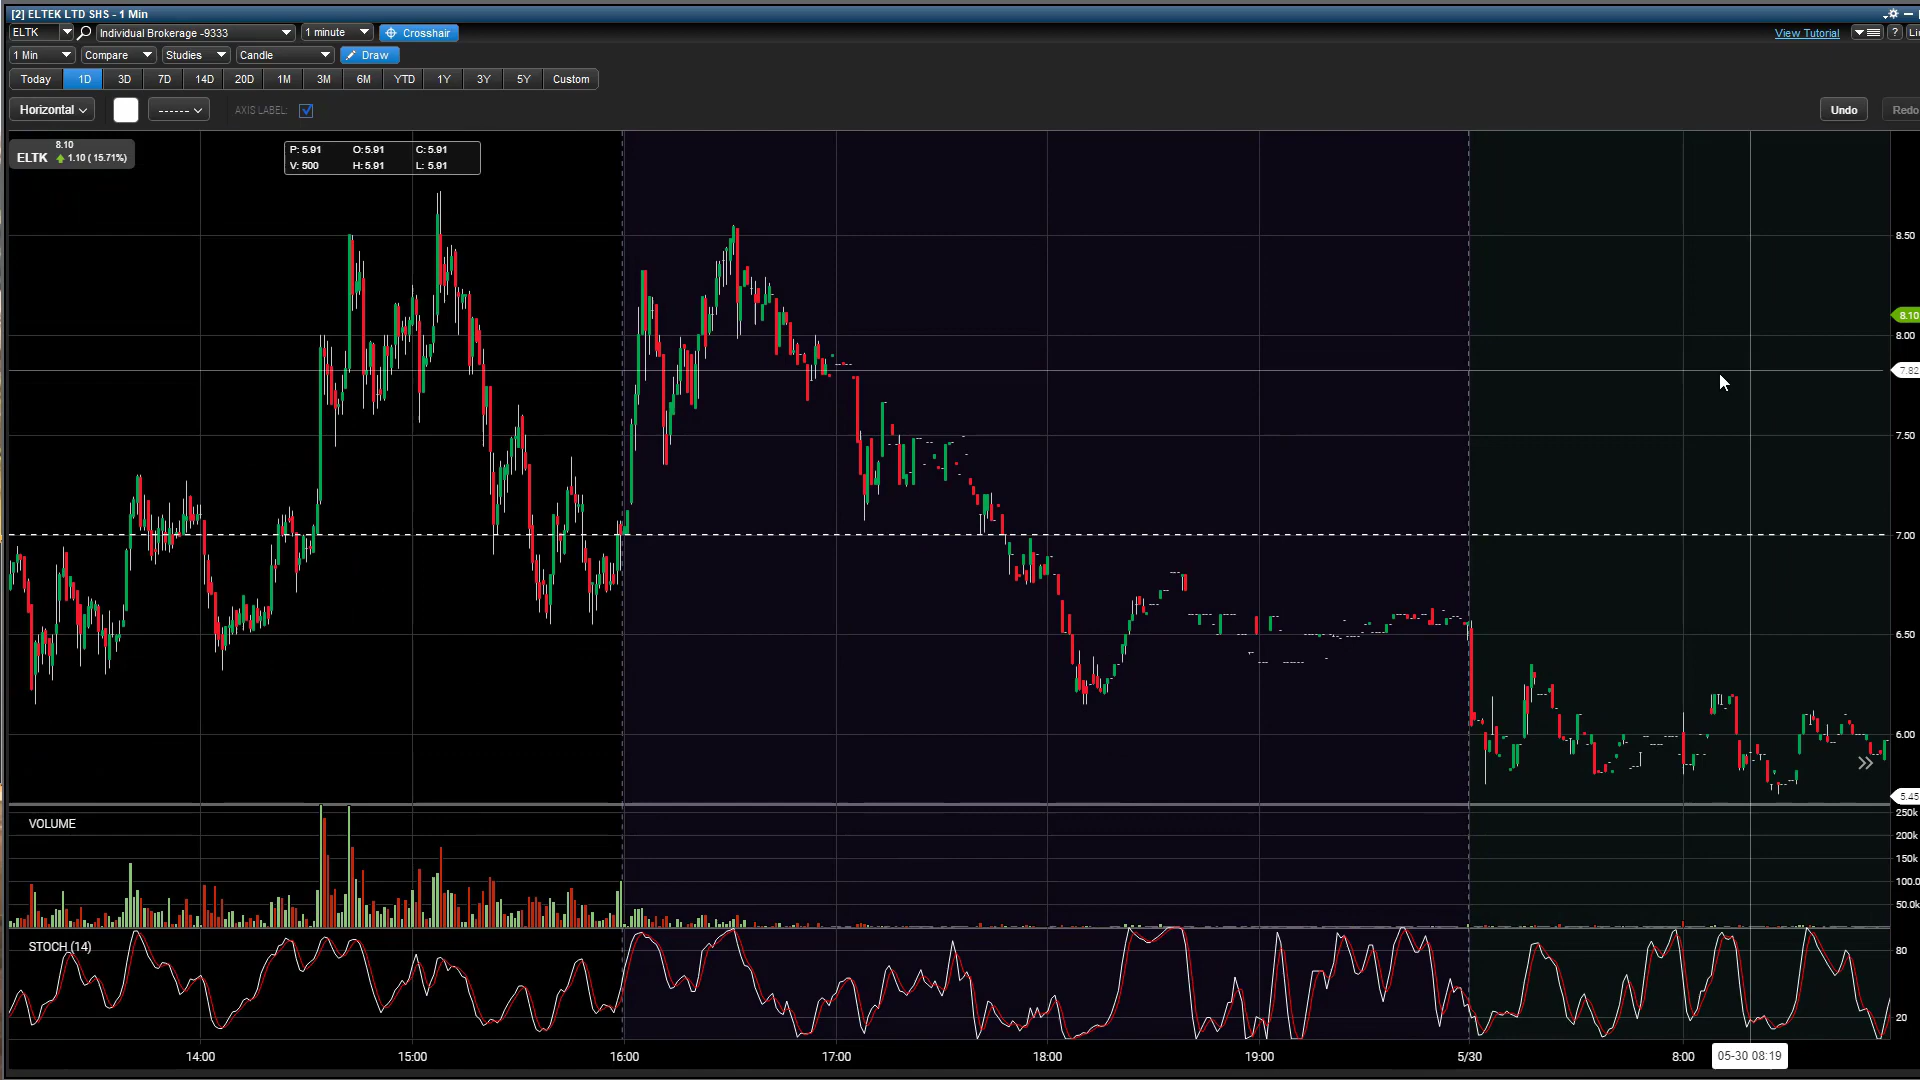 [2] ELTEK LTD SHS - 1 Min
ELTK Individual Brokerage -9333 1 minute Crosshair View Tutorial ?
1 Min Compare Studies Candle Draw
Today 1D 3D 7D 14D 20D 1M 3M 6M YTD 1Y 3Y 5Y Custom
Horizontal ------ AXIS LABEL: Undo Redo
ELTK 8.10
1.10 ( 15.71%)
P: 5.91 O: 5.91 C: 5.91
V: 500 H: 5.91 L: 5.91
8.50
8.10
8.00
7.82
7.50
7.00
6.50
6.00
5.45
VOLUME
250k
200k
150k
100.0
50.0k
STOCH (14)
80
20
14:00 15:00 16:00 17:00 18:00 19:00 5/30 8:00 05-30 08:19